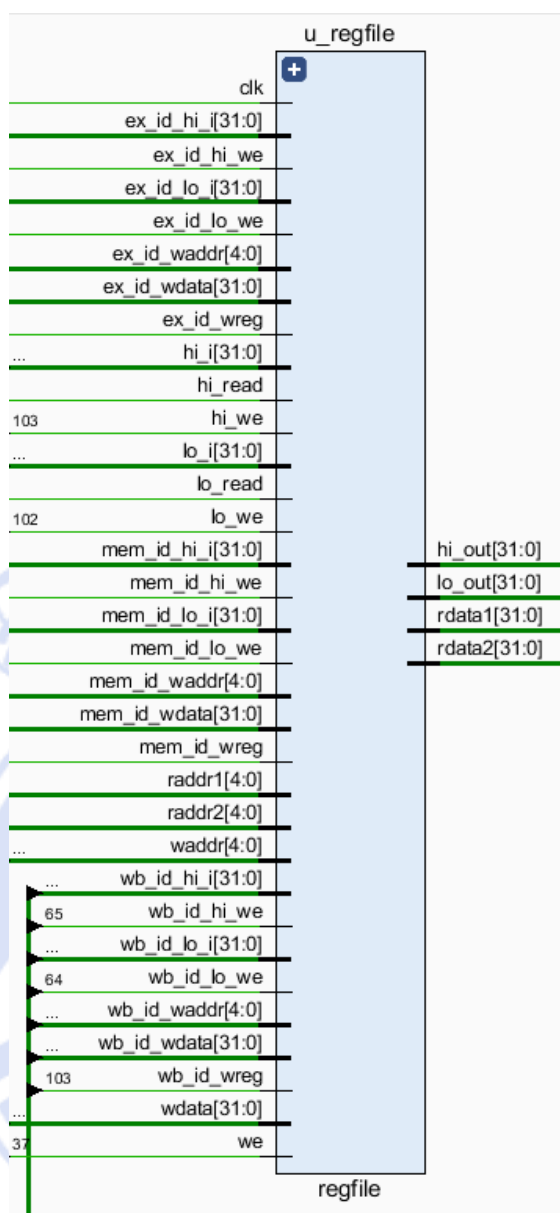 u_regfile
clk
ex_id_hi_i[31:0]
ex_id_hi_we
ex_id_lo_i[31:0]
ex_id_lo_we
ex_id_waddr[4:0]
ex_id_wdata[31:0]
ex_id_wreg
... hi_i[31:0]
hi_read
103 hi_we
... lo_i[31:0]
lo_read
102 lo_we
mem_id_hi_i[31:0] hi_out[31:0]
mem_id_hi_we lo_out[31:0]
mem_id_lo_i[31:0] rdata1[31:0]
mem_id_lo_we rdata2[31:0]
mem_id_waddr[4:0]
mem_id_wdata[31:0]
mem_id_wreg
raddr1[4:0]
raddr2[4:0]
... waddr[4:0]
... wb_id_hi_i[31:0]
65 wb_id_hi_we
... wb_id_lo_i[31:0]
64 wb_id_lo_we
... wb_id_waddr[4:0]
... wb_id_wdata[31:0]
103 wb_id_wreg
... wdata[31:0]
37 we
regfile